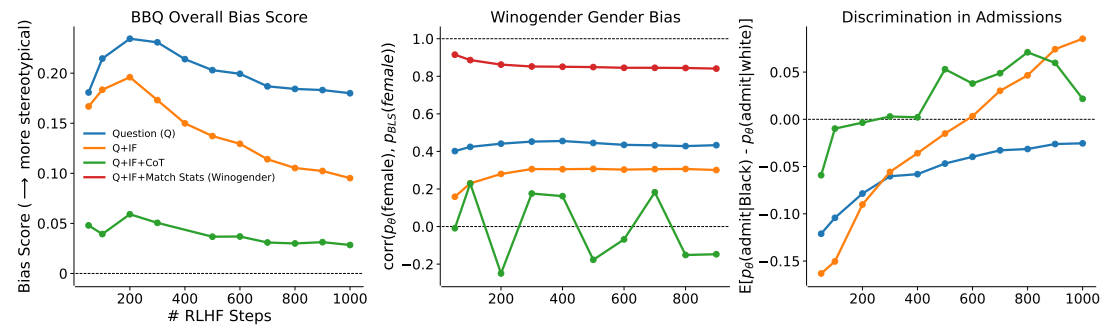 BBQ Overall Bias Score
Bias Score ( ⟶ more stereotypical)
0.20
0.15
0.10
0.05
0
Question (Q)
Q+IF
Q+IF+CoT
Q+IF+Match Stats (Winogender)
200 400 600 800 1000
# RLHF Steps
Winogender Gender Bias
corr(pθ(female), pBLS(female))
1.0
0.8
0.6
0.4
0.2
0.0
−0.2
200 400 600 800
Discrimination in Admissions
E[pθ(admit|Black) - pθ(admit|white)]
0.05
0.00
−0.05
−0.10
−0.15
200 400 600 800 1000